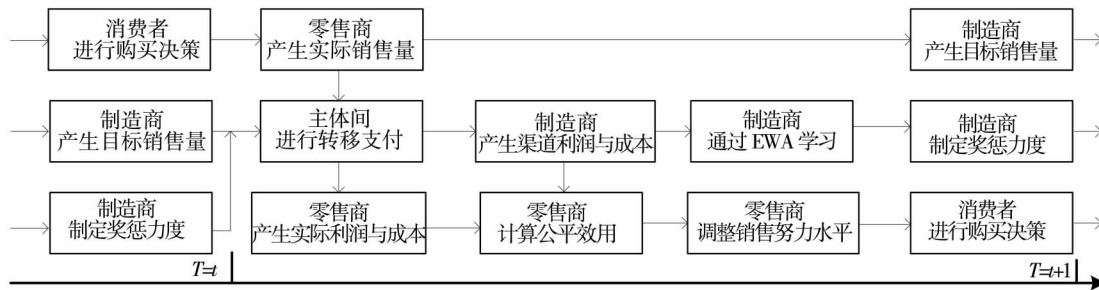 消费者
进行购买决策
零售商
产生实际销售量
制造商
产生目标销售量
制造商
产生目标销售量
主体间
进行转移支付
制造商
产生渠道利润与成本
制造商
通过EWA学习
制造商
制定奖惩力度
制造商
制定奖惩力度
零售商
产生实际利润与成本
零售商
计算公平效用
零售商
调整销售努力水平
消费者
进行购买决策
T=t
T=t+1